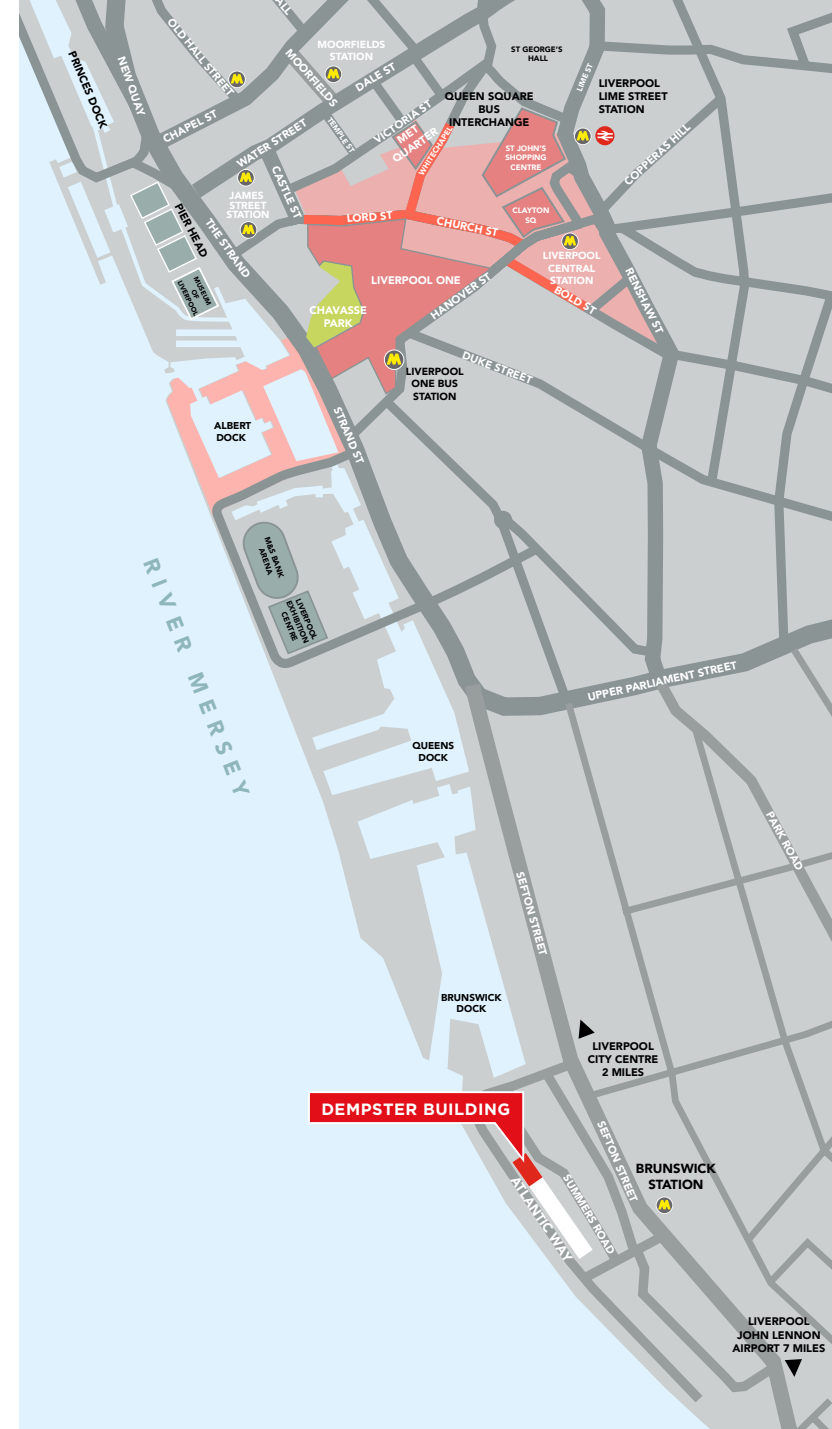 ALL
OLD HALL STREET
MOORFIELDS
STATION
ST GEORGE'S
HALL
PRINCES DOCK
NEW QUAY
MOORFIELDS
DALE ST
LIME ST
LIVERPOOL
LIME STREET
STATION
QUEEN SQUARE
BUS
INTERCHANGE
CHAPEL ST
TEMPLE ST
VICTORIA ST
MET
QUARTER
WHITECHAPEL
WATER STREET
ST JOHN'S
SHOPPING
CENTRE
COPPERAS HILL
CASTLE ST
JAMES
STREET
STATION
PIER HEAD
THE STRAND
LORD ST
CHURCH ST
CLAYTON
SQ
LIVERPOOL
CENTRAL
STATION
MUSEUM
OF
LIVERPOOL
LIVERPOOL ONE
HANOVER ST
BOLD ST
RENSHAW ST
CHAVASSE
PARK
DUKE STREET
LIVERPOOL
ONE BUS
STATION
ALBERT
DOCK
STRAND ST
M&S BANK
ARENA
LIVERPOOL
EXHIBITION
CENTRE
RIVER MERSEY
UPPER PARLIAMENT STREET
QUEENS
DOCK
PARK ROAD
SEFTON STREET
BRUNSWICK
DOCK
LIVERPOOL
CITY CENTRE
2 MILES
DEMPSTER BUILDING
SEFTON STREET
BRUNSWICK
STATION
SUMMERS ROAD
ATLANTIC WAY
LIVERPOOL
JOHN LENNON
AIRPORT 7 MILES